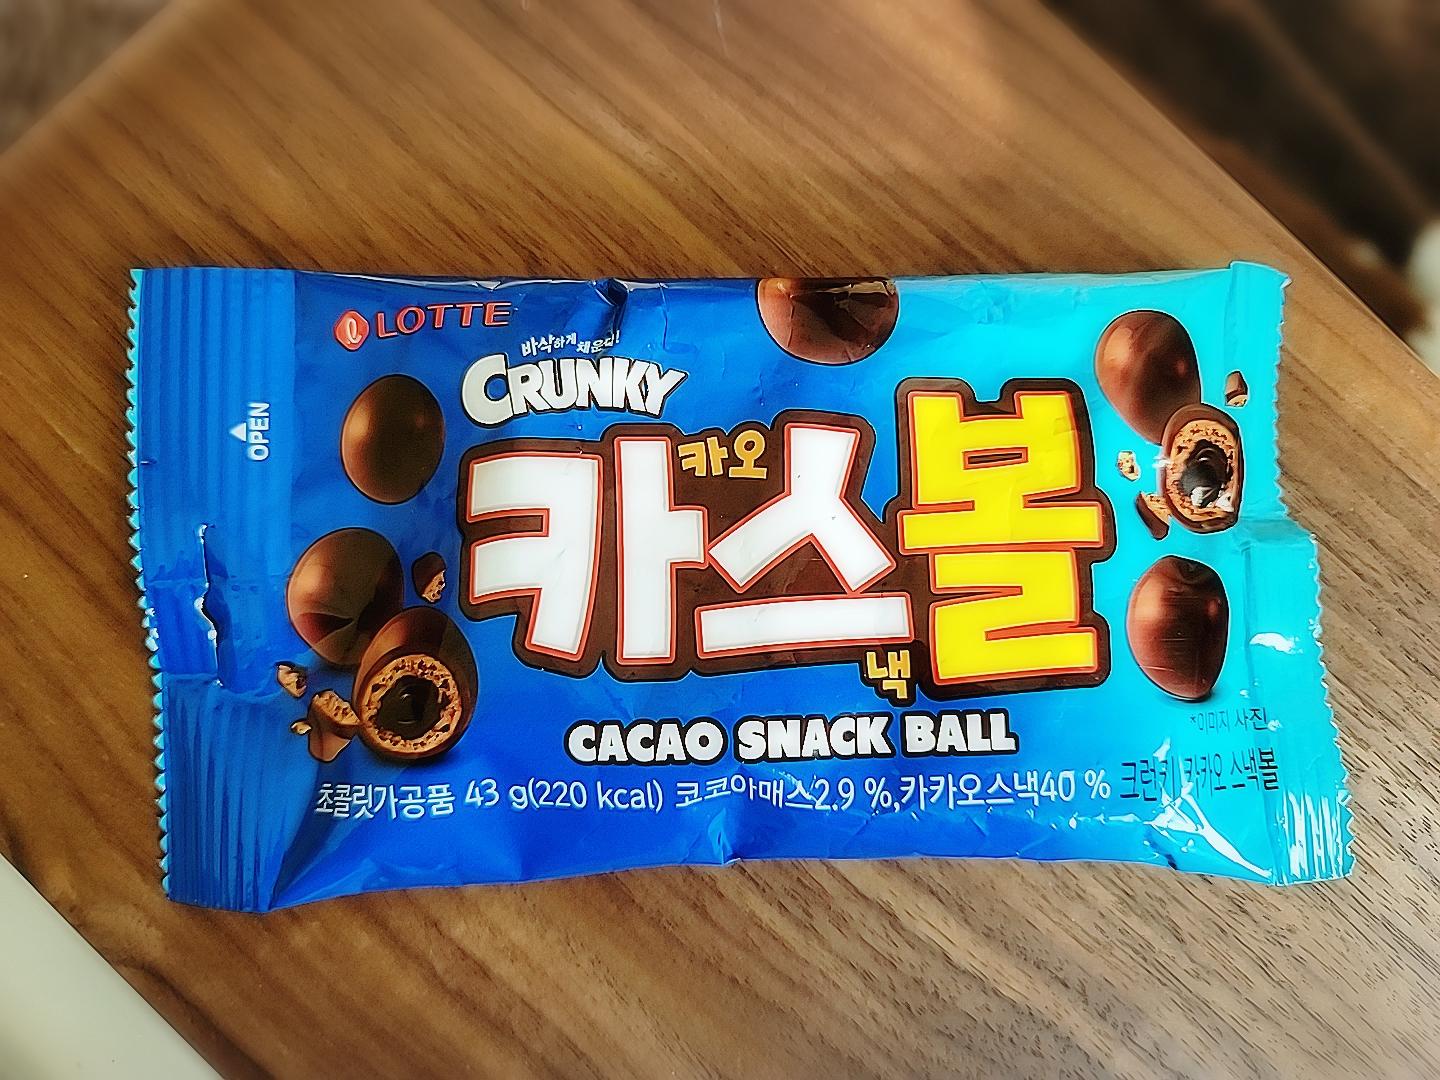 LOTTE
바삭하게 채운다!
CRUNKY
OPEN
카카오스낵볼
CACAO SNACK BALL
*이미지 사진
초콜릿가공품 43 g(220 kcal) 코코아매스2.9 %,카카오스낵40 % 크런키 카카오 스낵볼